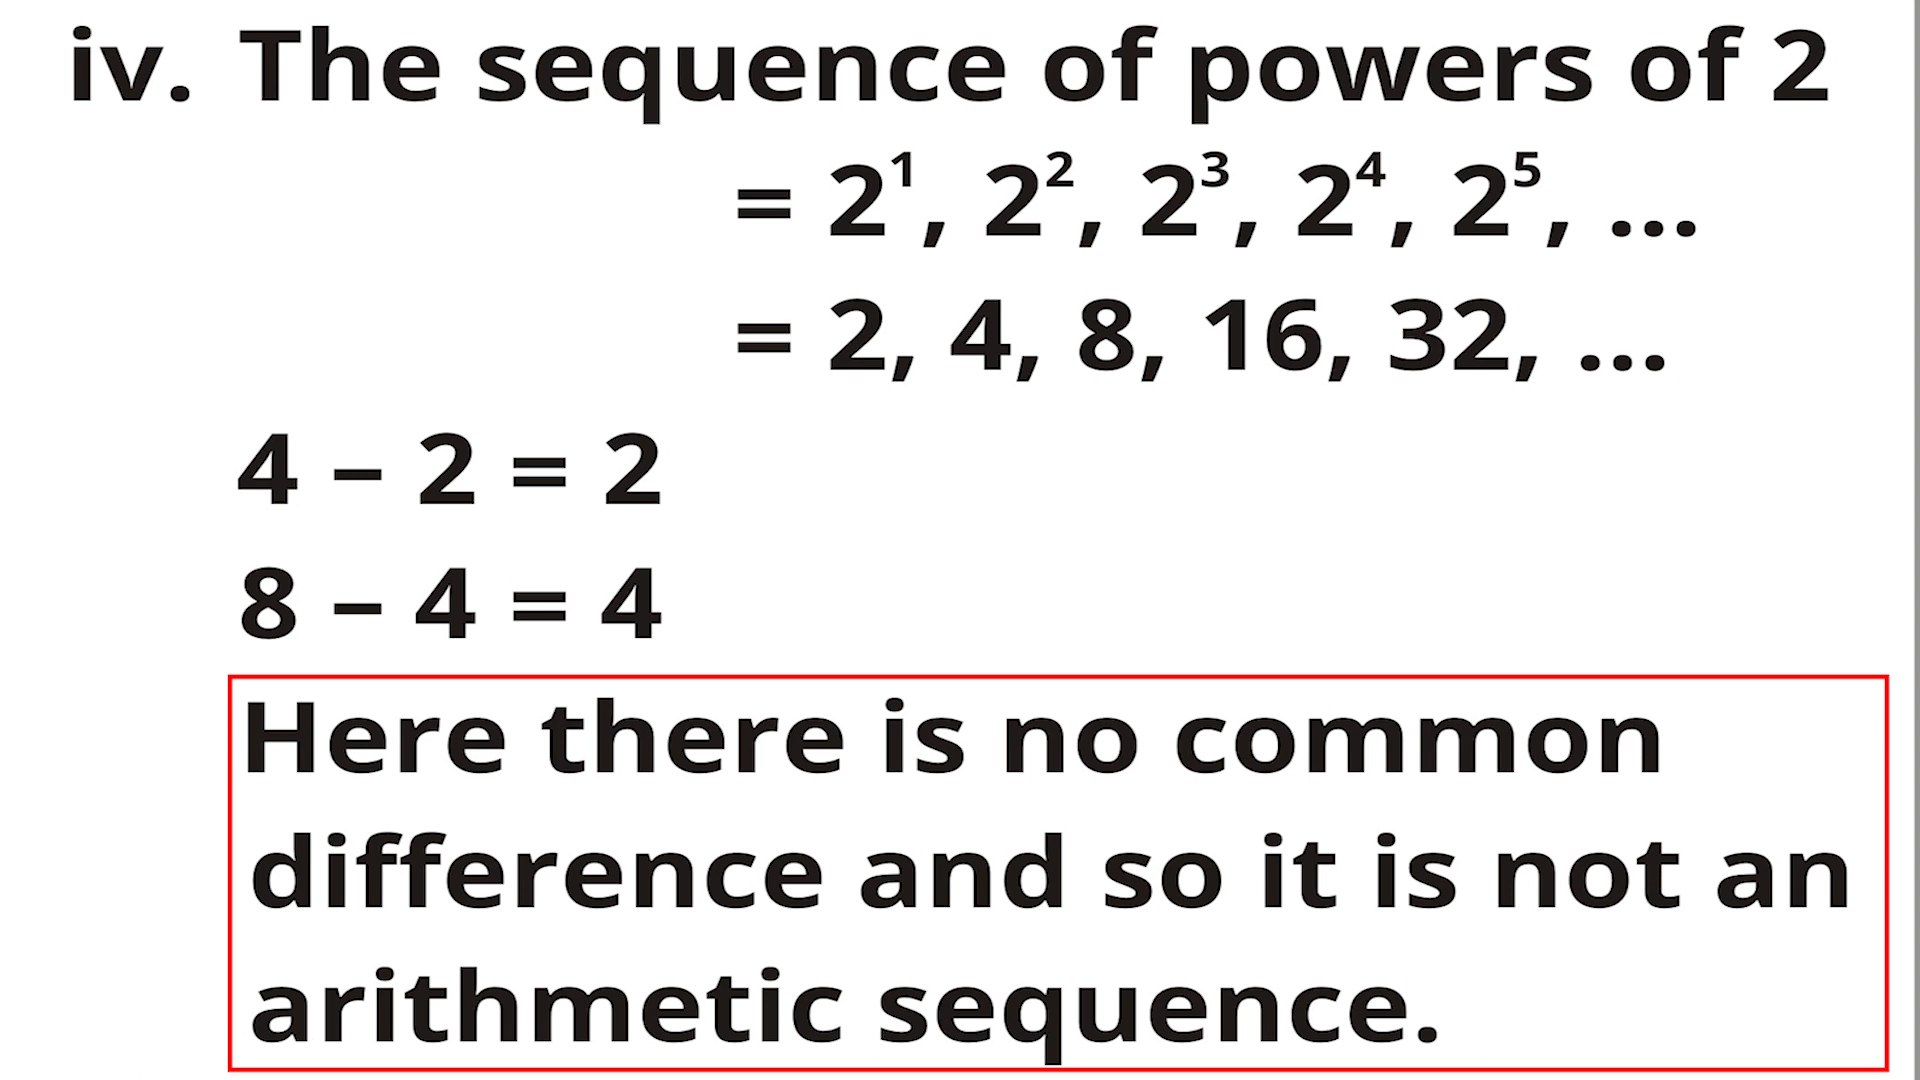 iv. The sequence of powers of 2
= 2¹, 2², 2³, 2⁴, 2⁵, ...
= 2, 4, 8, 16, 32, ...
4 – 2 = 2
8 – 4 = 4
Here there is no common
difference and so it is not an
arithmetic sequence.